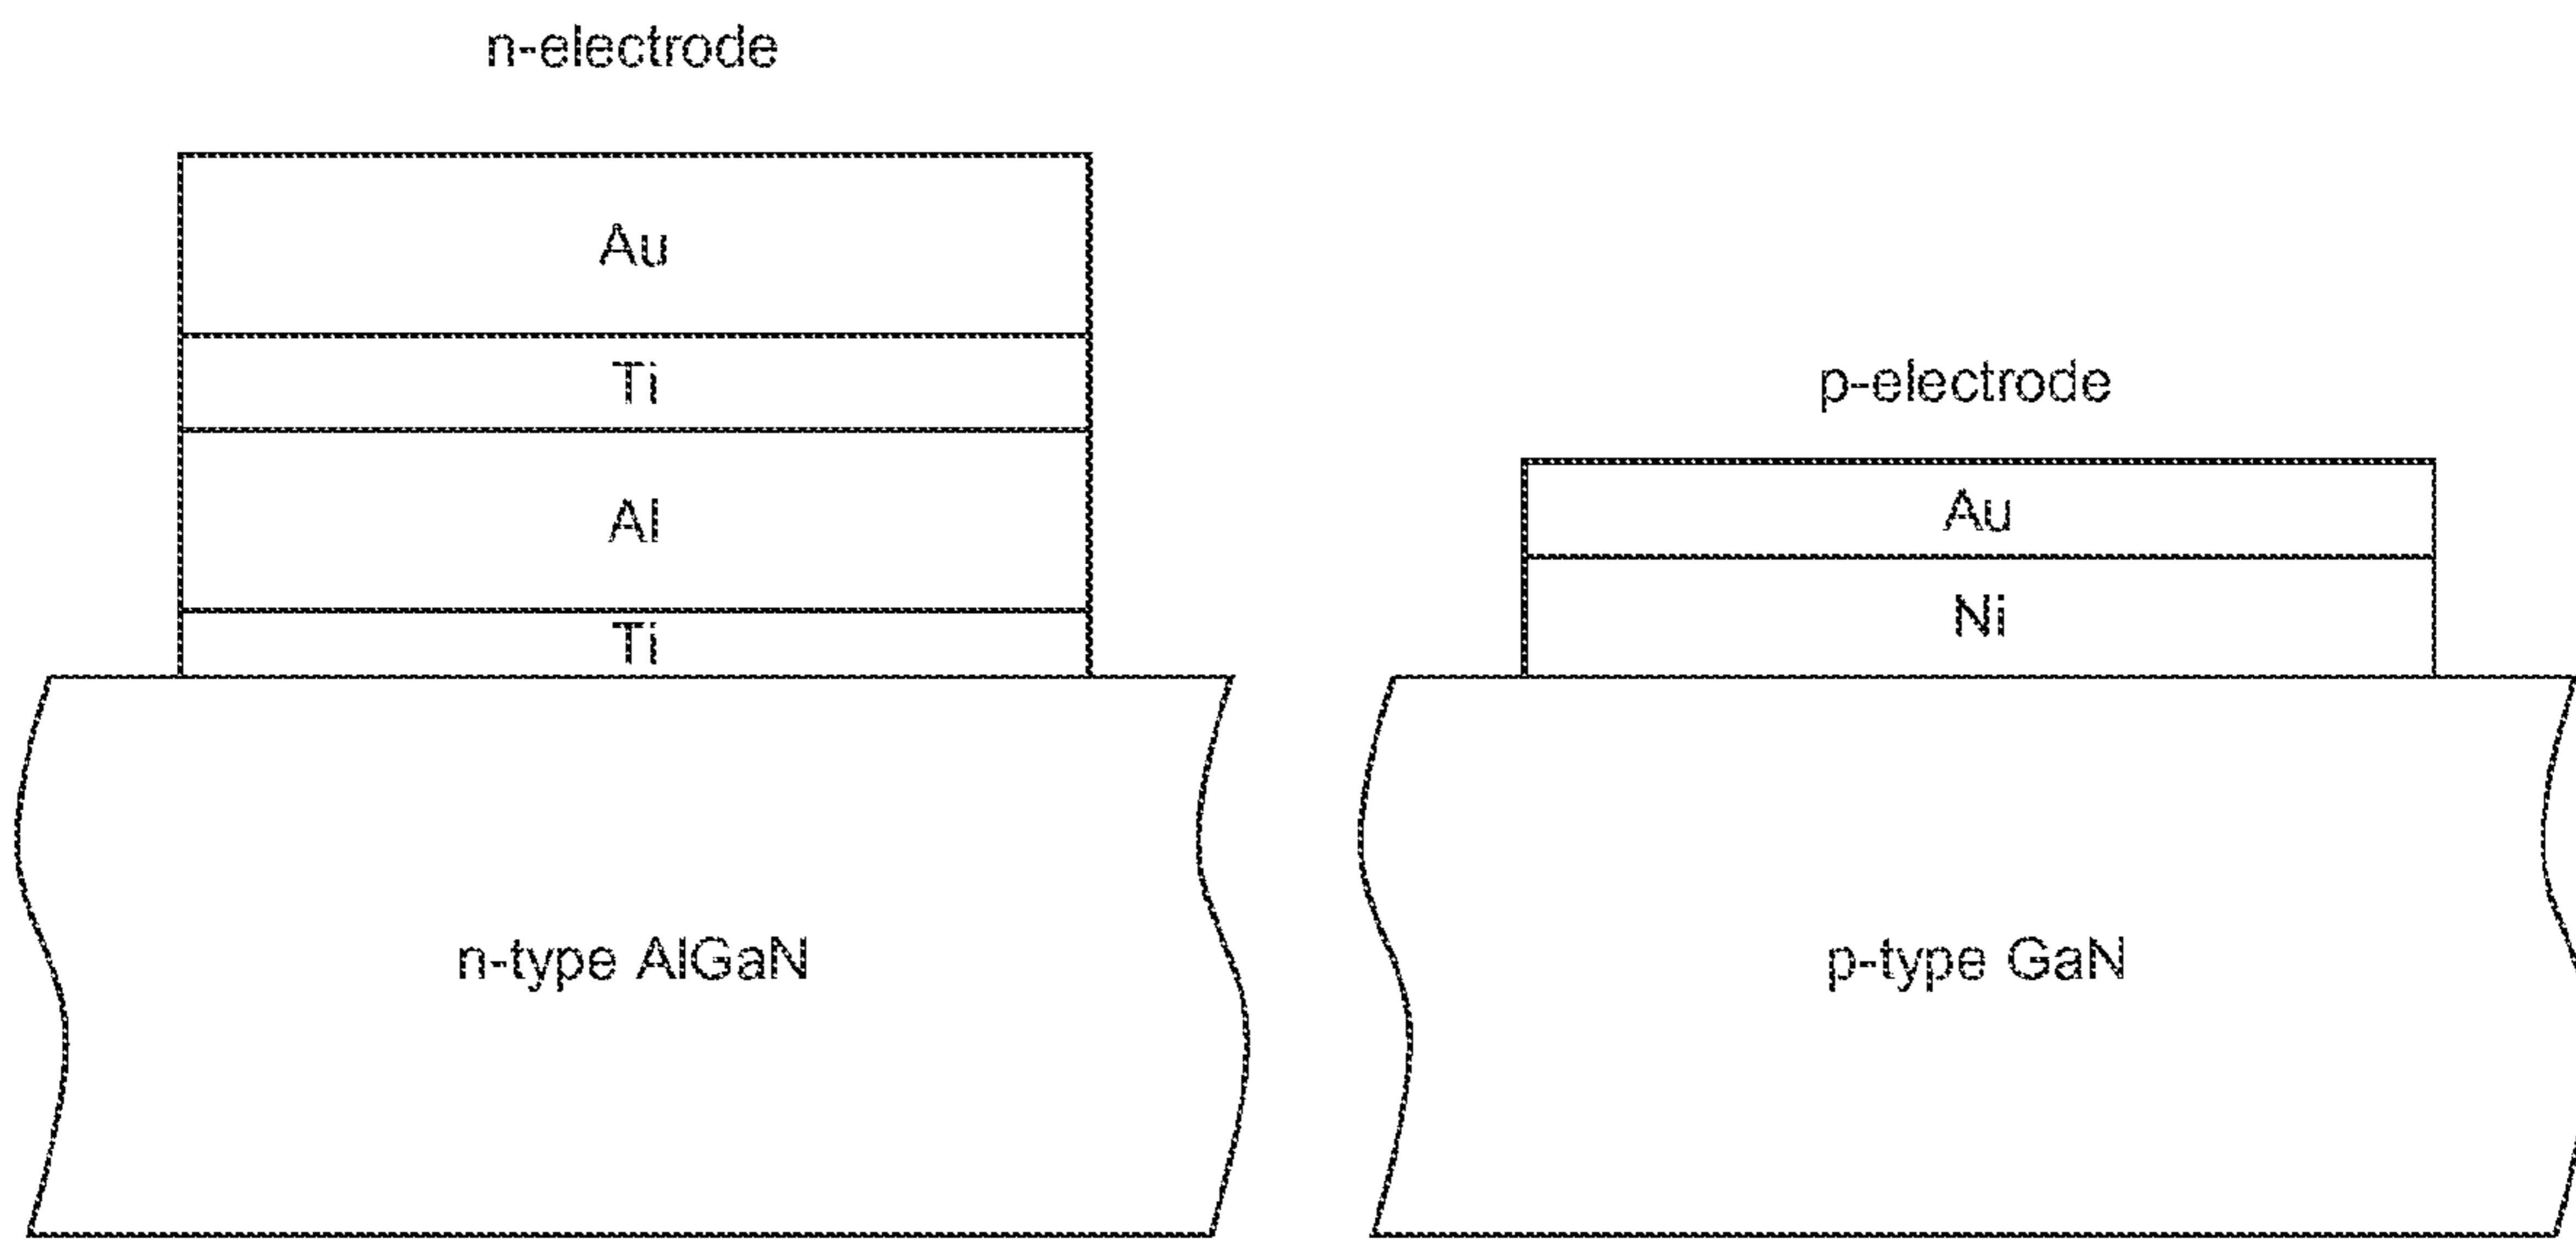 n-electrode
Au
Ti
Al
Ti
n-type AlGaN
p-electrode
Au
Ni
p-type GaN